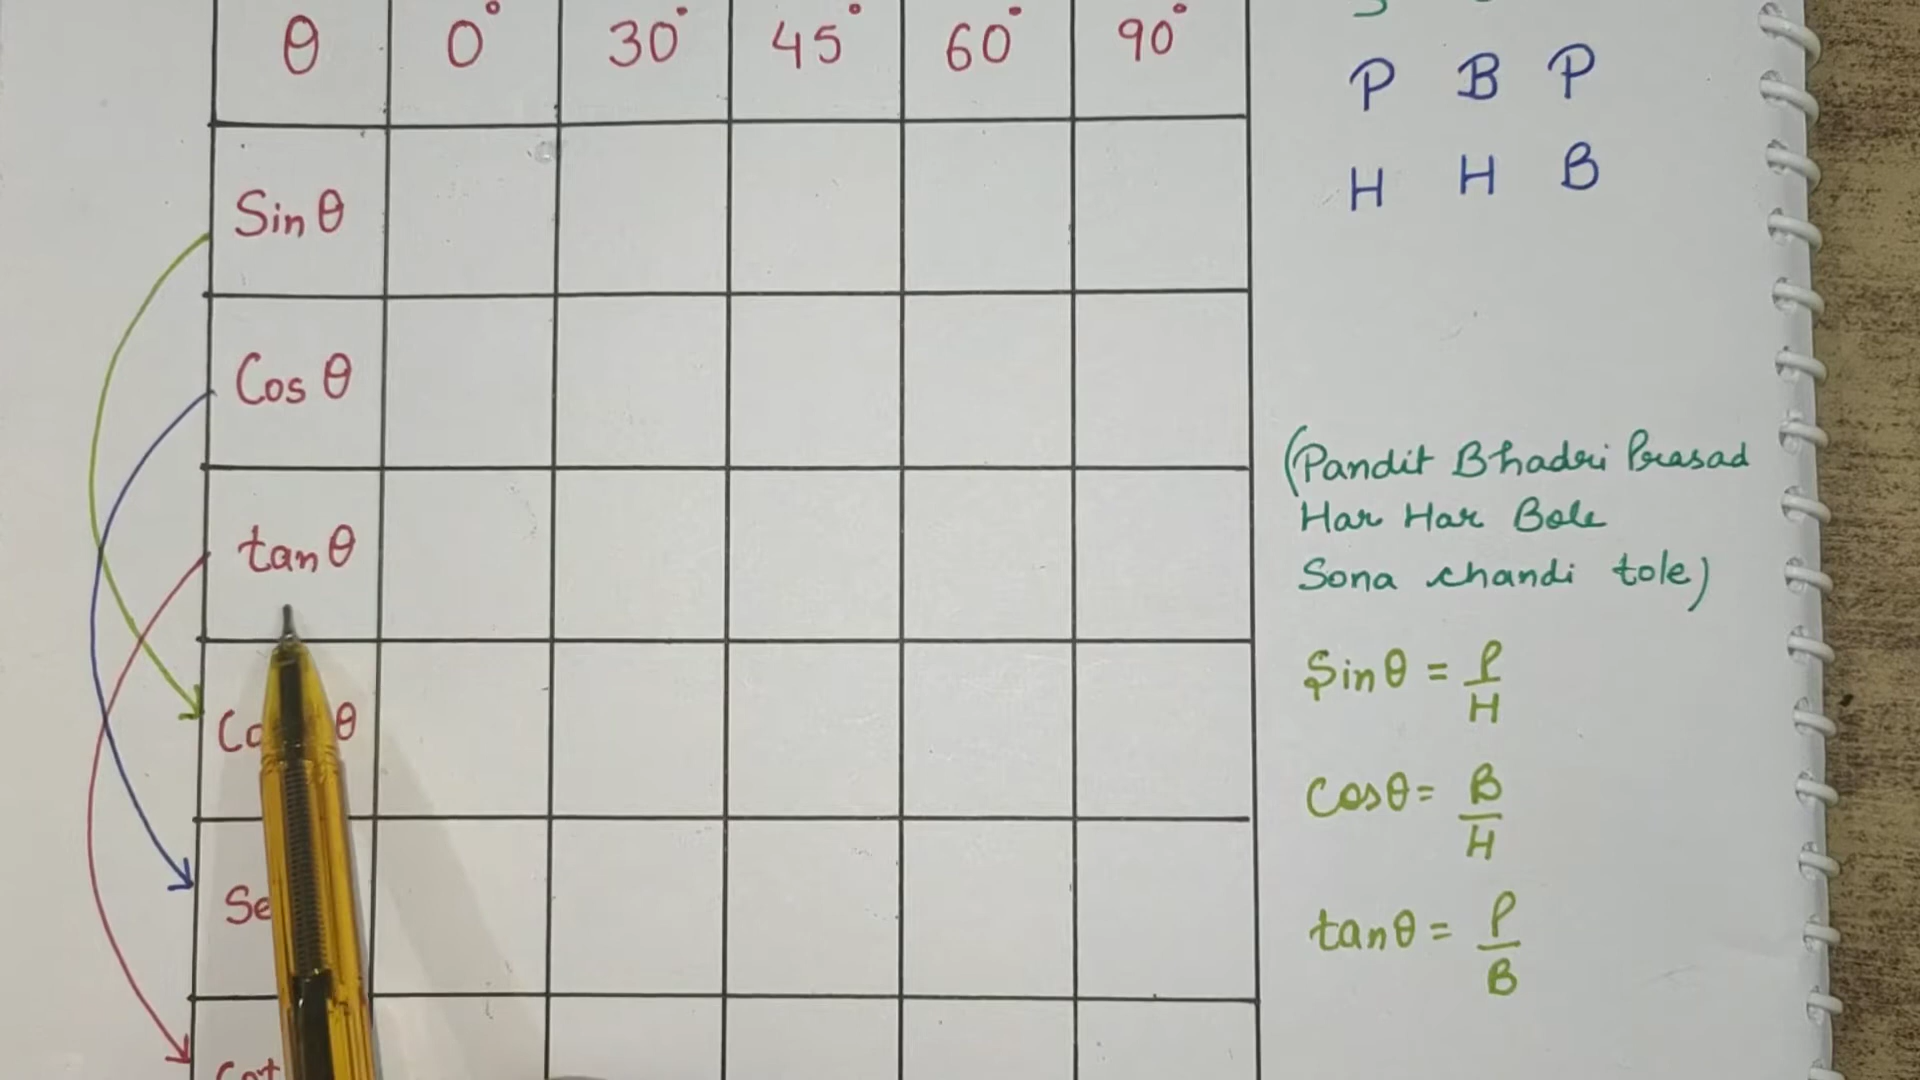 θ 0° 30° 45° 60° 90°
Sin θ
Cos θ
tan θ
θ
P B P
H H B
(Pandit Bhadri Prasad
Har Har Bole
Sona chandi tole)
Sin θ = P/H
Cos θ = B/H
tan θ = P/B